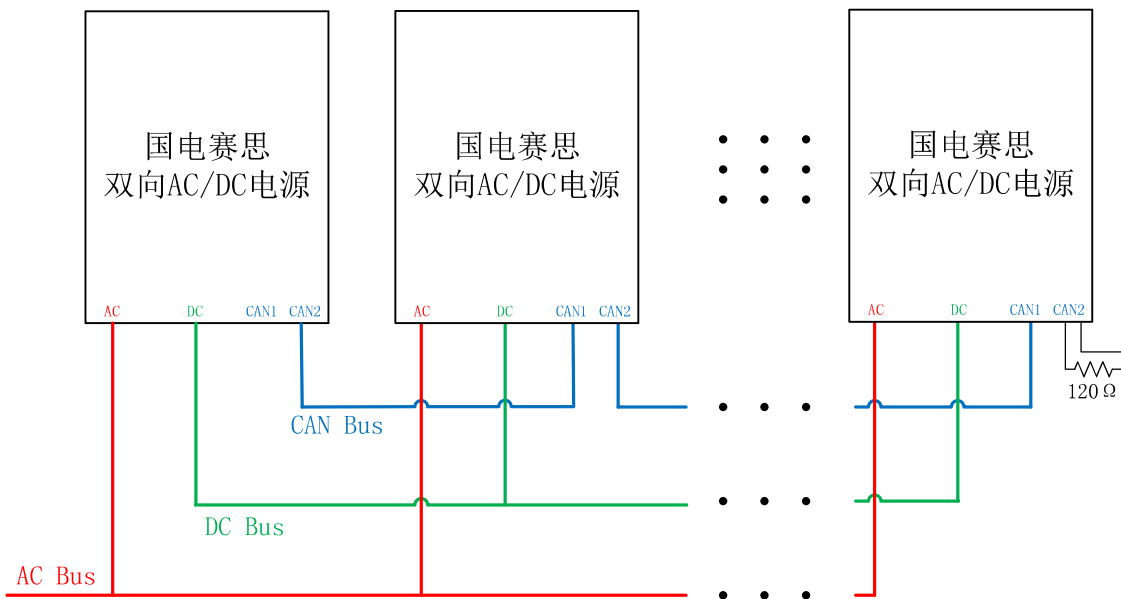 国电赛思
双向AC/DC电源
国电赛思
双向AC/DC电源
国电赛思
双向AC/DC电源
AC DC CAN1 CAN2
AC DC CAN1 CAN2
AC DC CAN1 CAN2
120Ω
CAN Bus
DC Bus
AC Bus